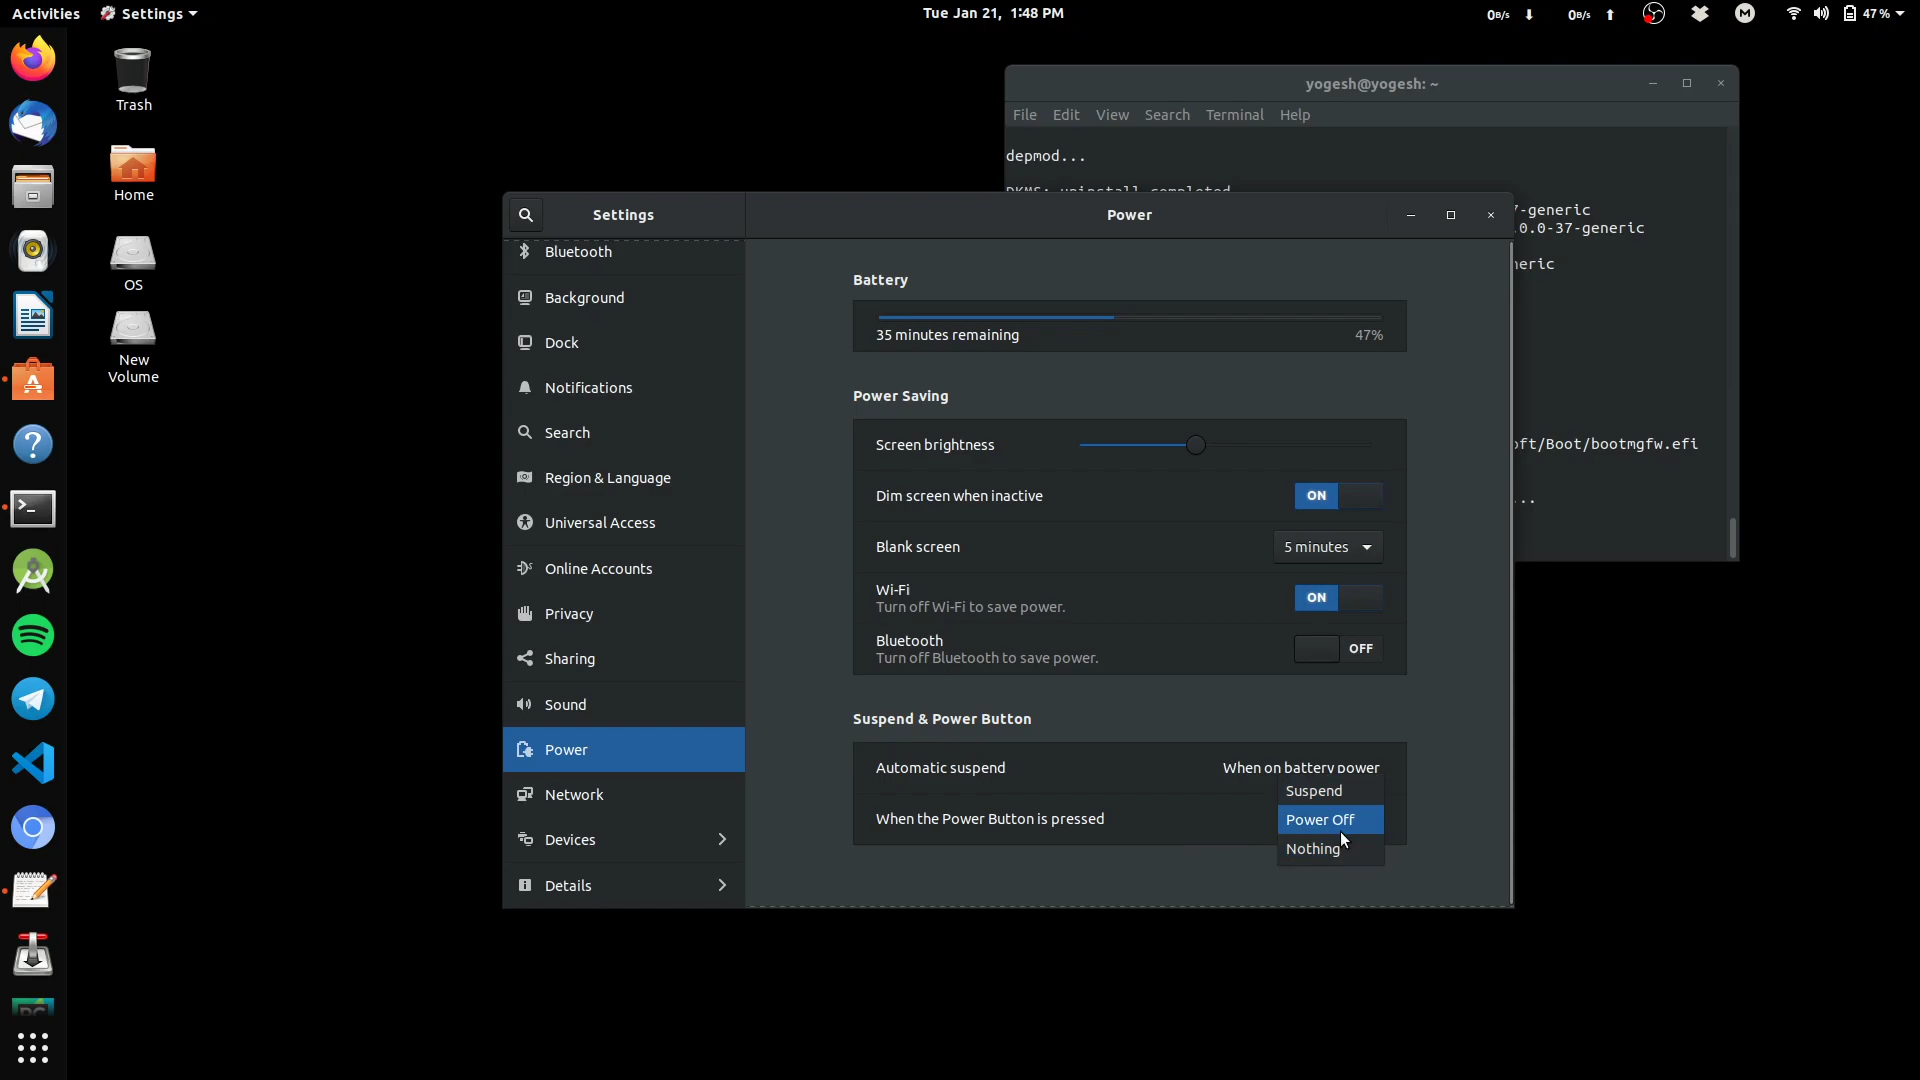 Activities
Settings
Tue Jan 21, 1:48 PM
0B/s
0B/s
M
47 %
Trash
Home
OS
New
Volume
yogesh@yogesh: ~
File Edit View Search Terminal Help
depmod...
7-generic
.0.0-37-generic
neric
oft/Boot/bootmgfw.efi
...
Settings
Bluetooth
Background
Dock
Notifications
Search
Region & Language
Universal Access
Online Accounts
Privacy
Sharing
Sound
Power
Network
Devices
Details
Power
Battery
35 minutes remaining
47%
Power Saving
Screen brightness
Dim screen when inactive
ON
Blank screen
5 minutes
Wi-Fi
Turn off Wi-Fi to save power.
ON
Bluetooth
Turn off Bluetooth to save power.
OFF
Suspend & Power Button
Automatic suspend
When on battery power
When the Power Button is pressed
Suspend
Power Off
Nothing